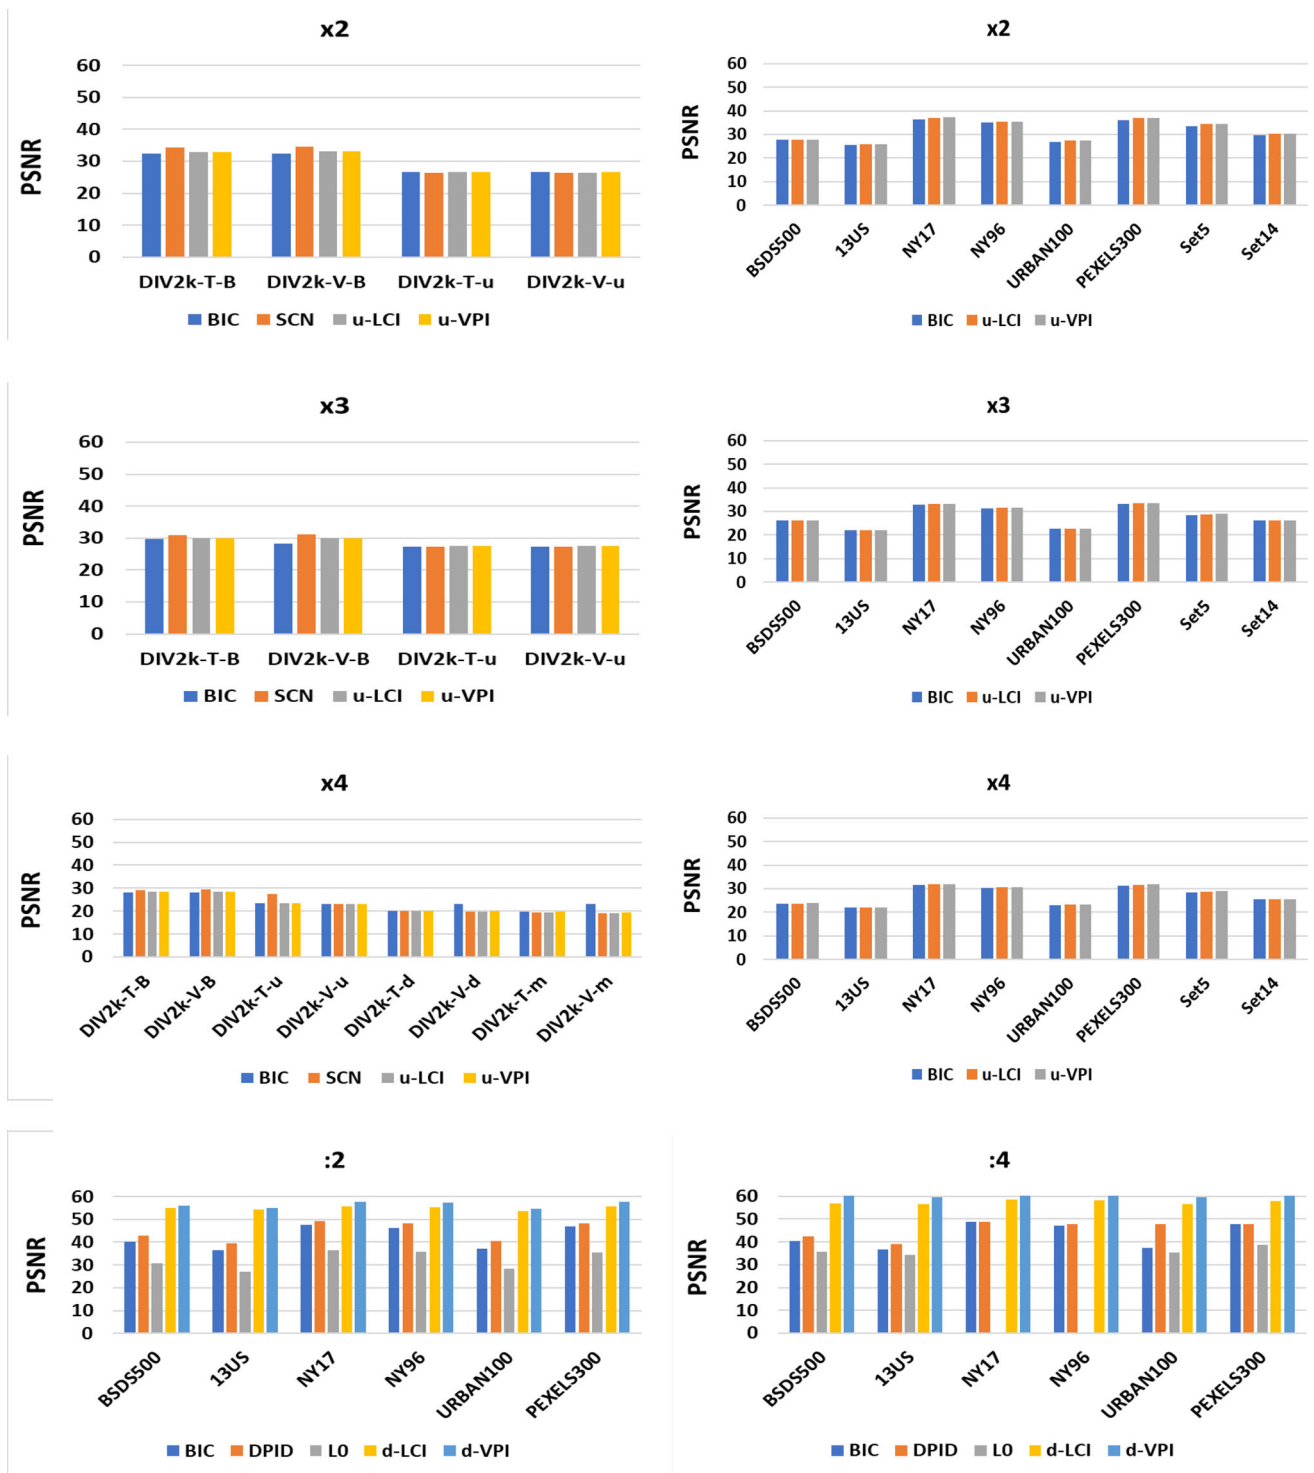 x2
60
50
40
30
20
10
0
PSNR
DIV2k-T-B DIV2k-V-B DIV2k-T-u DIV2k-V-u
BIC SCN u-LCI u-VPI
x2
60
50
40
30
20
10
0
PSNR
BSDS500 13US NY17 NY96 URBAN100 PEXELS300 Set5 Set14
BIC u-LCI u-VPI
x3
60
50
40
30
20
10
0
PSNR
DIV2k-T-B DIV2k-V-B DIV2k-T-u DIV2k-V-u
BIC SCN u-LCI u-VPI
x3
60
50
40
30
20
10
0
PSNR
BSDS500 13US NY17 NY96 URBAN100 PEXELS300 Set5 Set14
BIC u-LCI u-VPI
x4
60
50
40
30
20
10
0
PSNR
DIV2k-T-B DIV2k-V-B DIV2k-T-u DIV2k-V-u DIV2k-T-d DIV2k-V-d DIV2k-T-m DIV2k-V-m
BIC SCN u-LCI u-VPI
x4
60
50
40
30
20
10
0
PSNR
BSDS500 13US NY17 NY96 URBAN100 PEXELS300 Set5 Set14
BIC u-LCI u-VPI
:2
60
50
40
30
20
10
0
PSNR
BSDS500 13US NY17 NY96 URBAN100 PEXELS300
BIC DPID L0 d-LCI d-VPI
:4
60
50
40
30
20
10
0
PSNR
BSDS500 13US NY17 NY96 URBAN100 PEXELS300
BIC DPID L0 d-LCI d-VPI